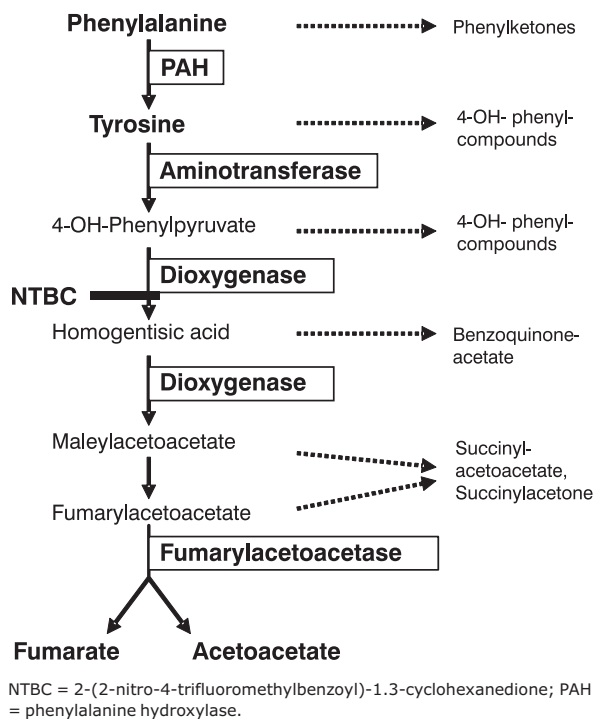 Phenylalanine
Phenylketones
PAH
Tyrosine
4-OH- phenyl-
compounds
Aminotransferase
4-OH-Phenylpyruvate
4-OH- phenyl-
compounds
Dioxygenase
NTBC
Homogentisic acid
Benzoquinone-
acetate
Dioxygenase
Maleylacetoacetate
Succinyl-
acetoacetate,
Succinylacetone
Fumarylacetoacetate
Fumarylacetoacetase
Fumarate
Acetoacetate
NTBC = 2-(2-nitro-4-trifluoromethylbenzoyl)-1.3-cyclohexanedione; PAH
= phenylalanine hydroxylase.